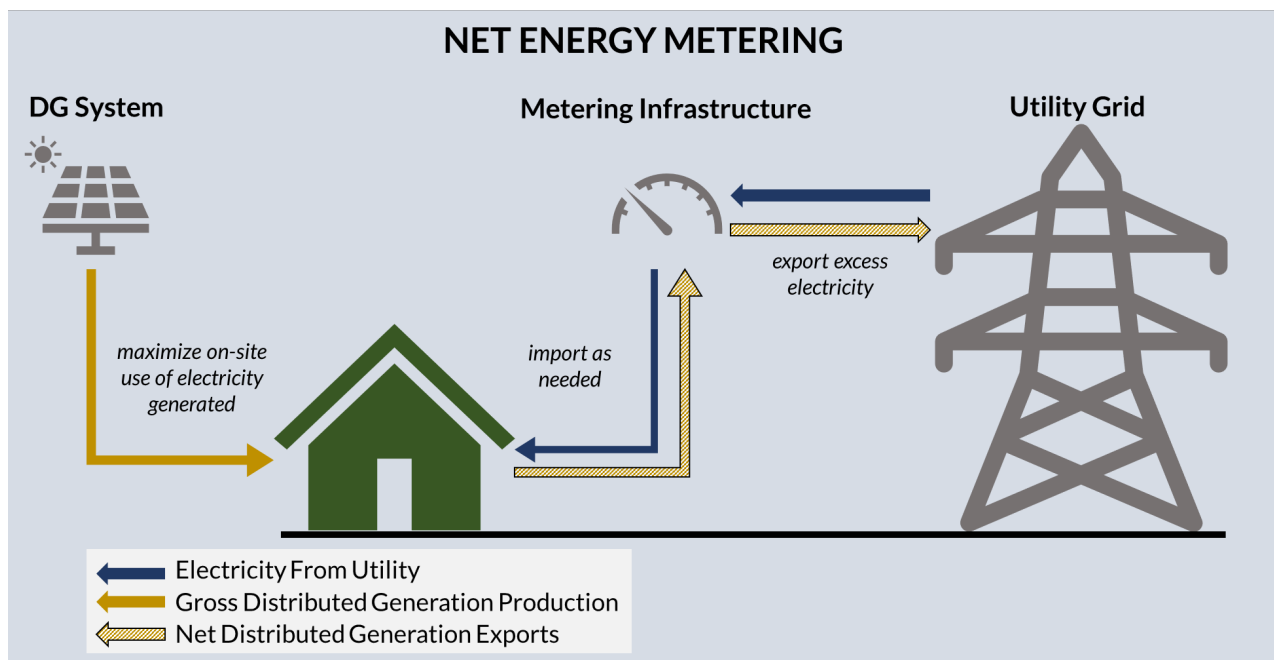 NET ENERGY METERING
DG System
Metering Infrastructure
Utility Grid
export excess
electricity
maximize on-site
use of electricity
generated
import as
needed
Electricity From Utility
Gross Distributed Generation Production
Net Distributed Generation Exports